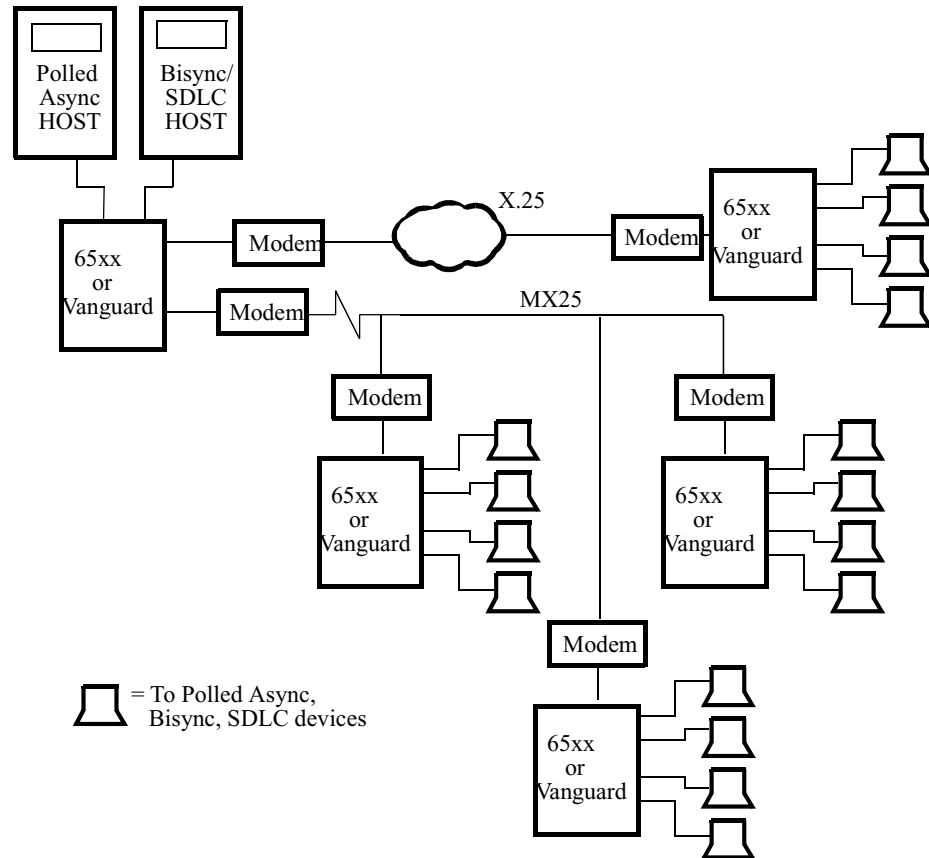 Polled
Async
HOST
Bisync/
SDLC
HOST
X.25
65xx
or
Vanguard
Modem
Modem
65xx
or
Vanguard
Modem
MX25
Modem
Modem
65xx
or
Vanguard
65xx
or
Vanguard
Modem
65xx
or
Vanguard
= To Polled Async,
Bisync, SDLC devices